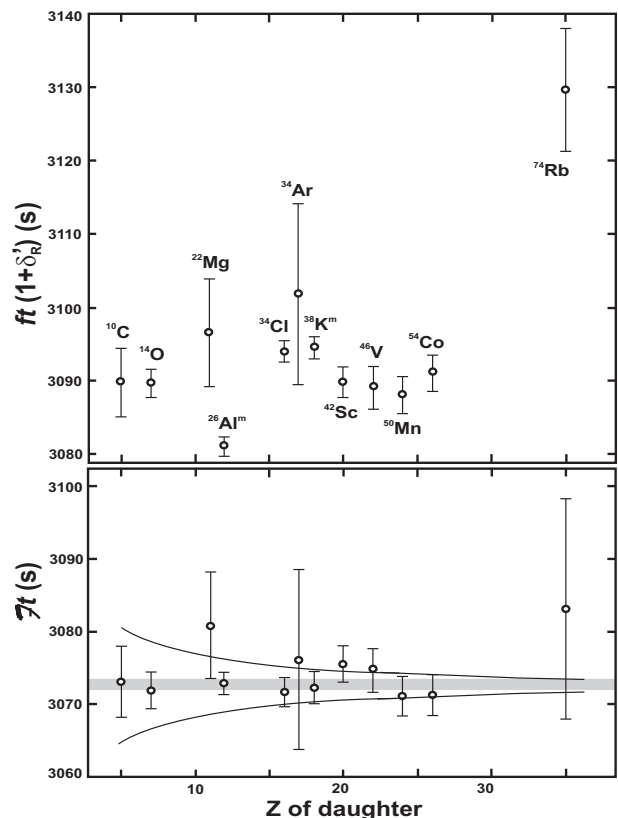 3140
3130
3120
3110
3100
3090
3080
ft (1+δ'R) (s)
10C
14O
22Mg
26Alm
34Cl
34Ar
38Km
42Sc
46V
50Mn
54Co
74Rb
3100
3090
3080
3070
3060
Ft (s)
10 20 30
Z of daughter